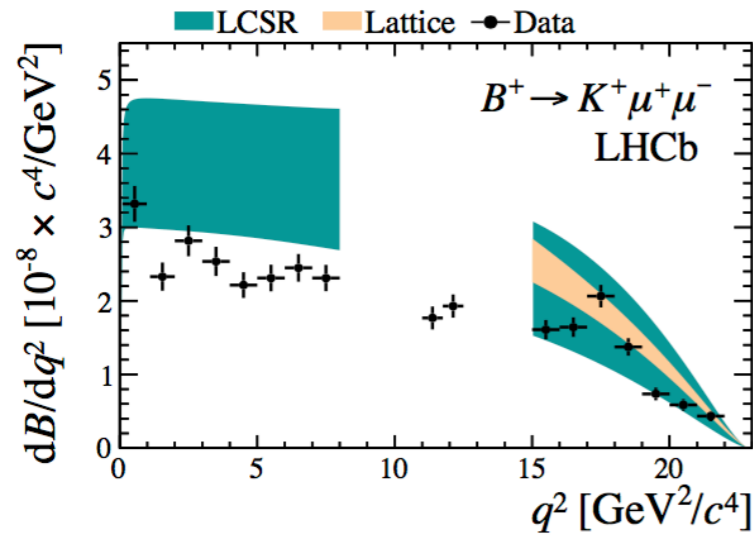 LCSR Lattice Data
B⁺ → K⁺μ⁺μ⁻
LHCb
dB/dq² [10⁻⁸ × c⁴/GeV²]
5
4
3
2
1
0
0 5 10 15 20
q² [GeV²/c⁴]